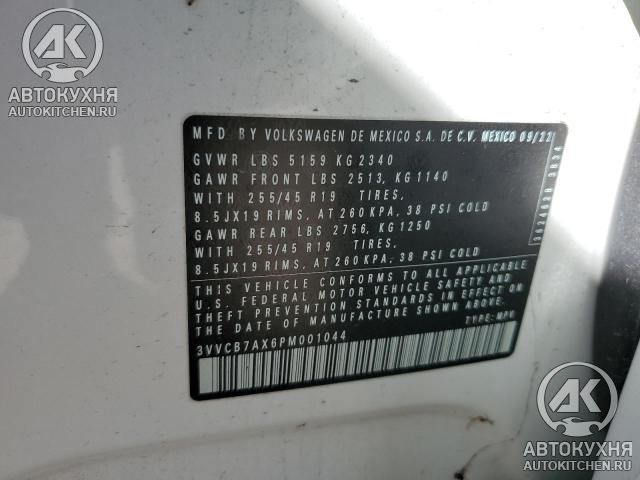 AK
АВТОКУХНЯ
AUTOKITCHEN.RU
MFD. BY VOLKSWAGEN DE MEXICO S.A. DE C.V. MEXICO 09/22
GVWR LBS 5159 KG 2340
GAWR FRONT LBS 2513, KG 1140
WITH 255/45 R19 TIRES,
8.5JX19 RIMS, AT 260KPA, 38 PSI COLD
GAWR REAR LBS 2756, KG 1250
WITH 255/45 R19 TIRES,
8.5JX19 RIMS, AT 260KPA, 38 PSI COLD
THIS VEHICLE CONFORMS TO ALL APPLICABLE
U.S. FEDERAL MOTOR VEHICLE SAFETY AND
THEFT PREVENTION STANDARDS IN EFFECT ON
THE DATE OF MANUFACTURE SHOWN ABOVE.
3VVCB7AX6PM001044
TYPE: MPV
AK
АВТОКУХНЯ
AUTOKITCHEN.RU